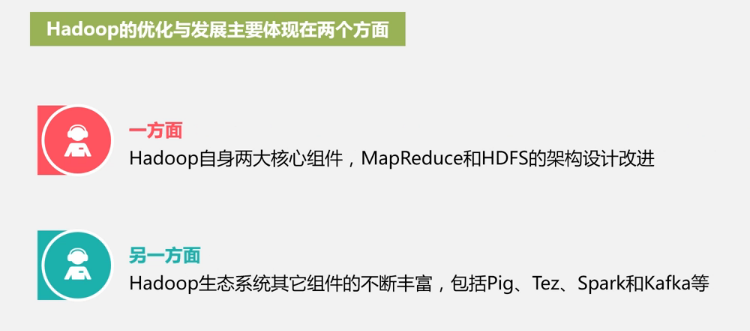 Hadoop的优化与发展主要体现在两个方面
一方面
Hadoop自身两大核心组件，MapReduce和HDFS的架构设计改进
另一方面
Hadoop生态系统其它组件的不断丰富，包括Pig、Tez、Spark和Kafka等